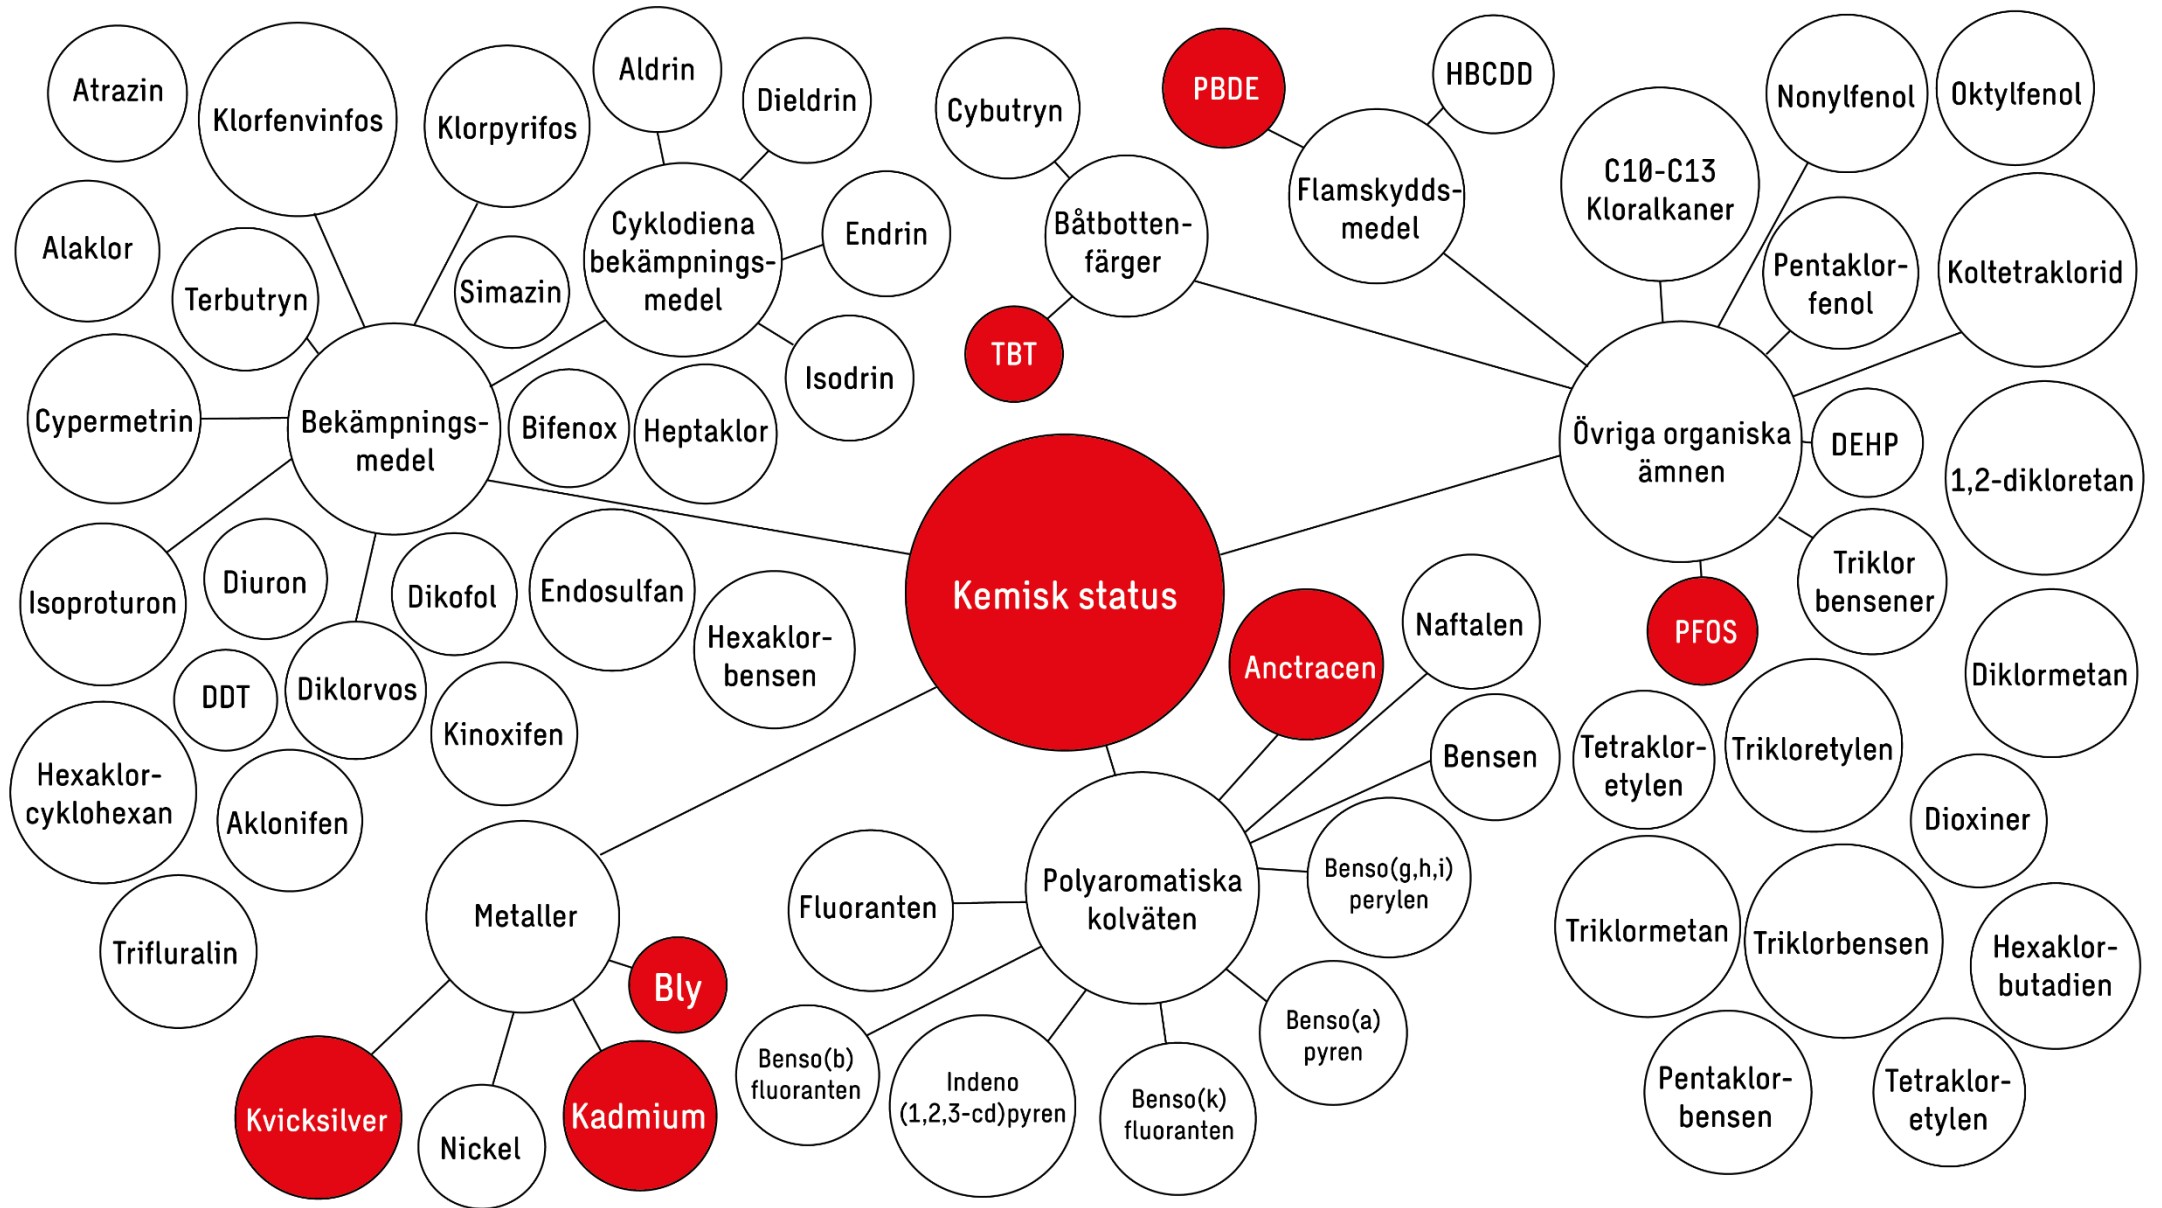 Atrazin
Klorfenvinfos
Klorpyrifos
Aldrin
Dieldrin
Cybutryn
PBDE
HBCDD
Nonylfenol
Oktylfenol
Alaklor
Terbutryn
Simazin
Cyklodiena
bekämpnings-
medel
Endrin
Båtbotten-
färger
Flamskydds-
medel
C10-C13
Kloralkaner
Pentaklor-
fenol
Koltetraklorid
Cypermetrin
Bekämpnings-
medel
Bifenox
Heptaklor
Isodrin
TBT
Övriga organiska
ämnen
DEHP
1,2-dikloretan
Isoproturon
Diuron
Dikofol
Endosulfan
Hexaklor-
bensen
Kemisk status
Anctracen
Naftalen
PFOS
Triklor
bensener
Diklormetan
DDT
Diklorvos
Kinoxifen
Bensen
Tetraklor-
etylen
Trikloretylen
Hexaklor-
cyklohexan
Aklonifen
Dioxiner
Trifluralin
Metaller
Bly
Fluoranten
Polyaromatiska
kolväten
Benso(g,h,i)
perylen
Triklormetan
Triklorbensen
Hexaklor-
butadien
Kvicksilver
Nickel
Kadmium
Benso(b)
fluoranten
Indeno
(1,2,3-cd)pyren
Benso(k)
fluoranten
Benso(a)
pyren
Pentaklor-
bensen
Tetraklor-
etylen